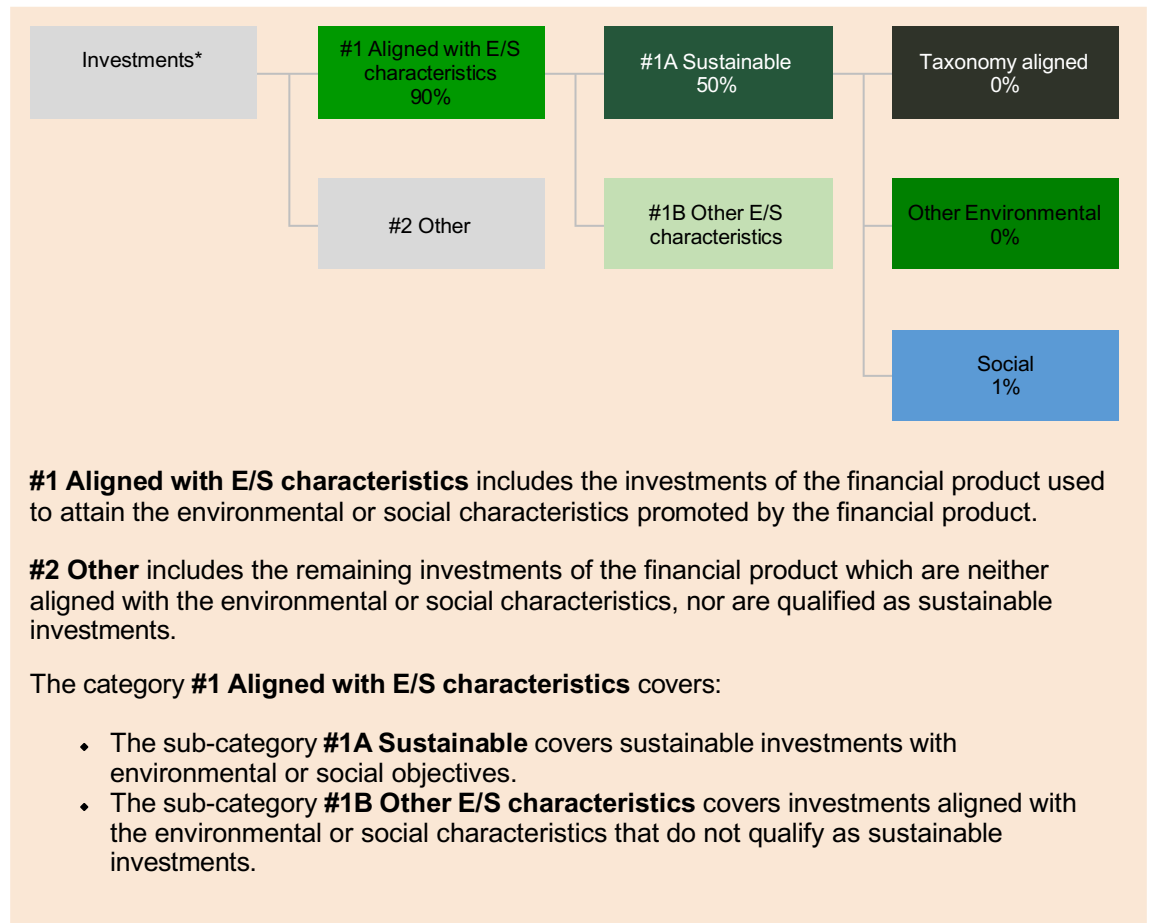 Investments*
#1 Aligned with E/S
characteristics
90%
#1A Sustainable
50%
Taxonomy aligned
0%
#2 Other
#1B Other E/S
characteristics
Other Environmental
0%
Social
1%
#1 Aligned with E/S characteristics includes the investments of the financial product used
to attain the environmental or social characteristics promoted by the financial product.
#2 Other includes the remaining investments of the financial product which are neither
aligned with the environmental or social characteristics, nor are qualified as sustainable
investments.
The category #1 Aligned with E/S characteristics covers:
• The sub-category #1A Sustainable covers sustainable investments with
environmental or social objectives.
• The sub-category #1B Other E/S characteristics covers investments aligned with
the environmental or social characteristics that do not qualify as sustainable
investments.